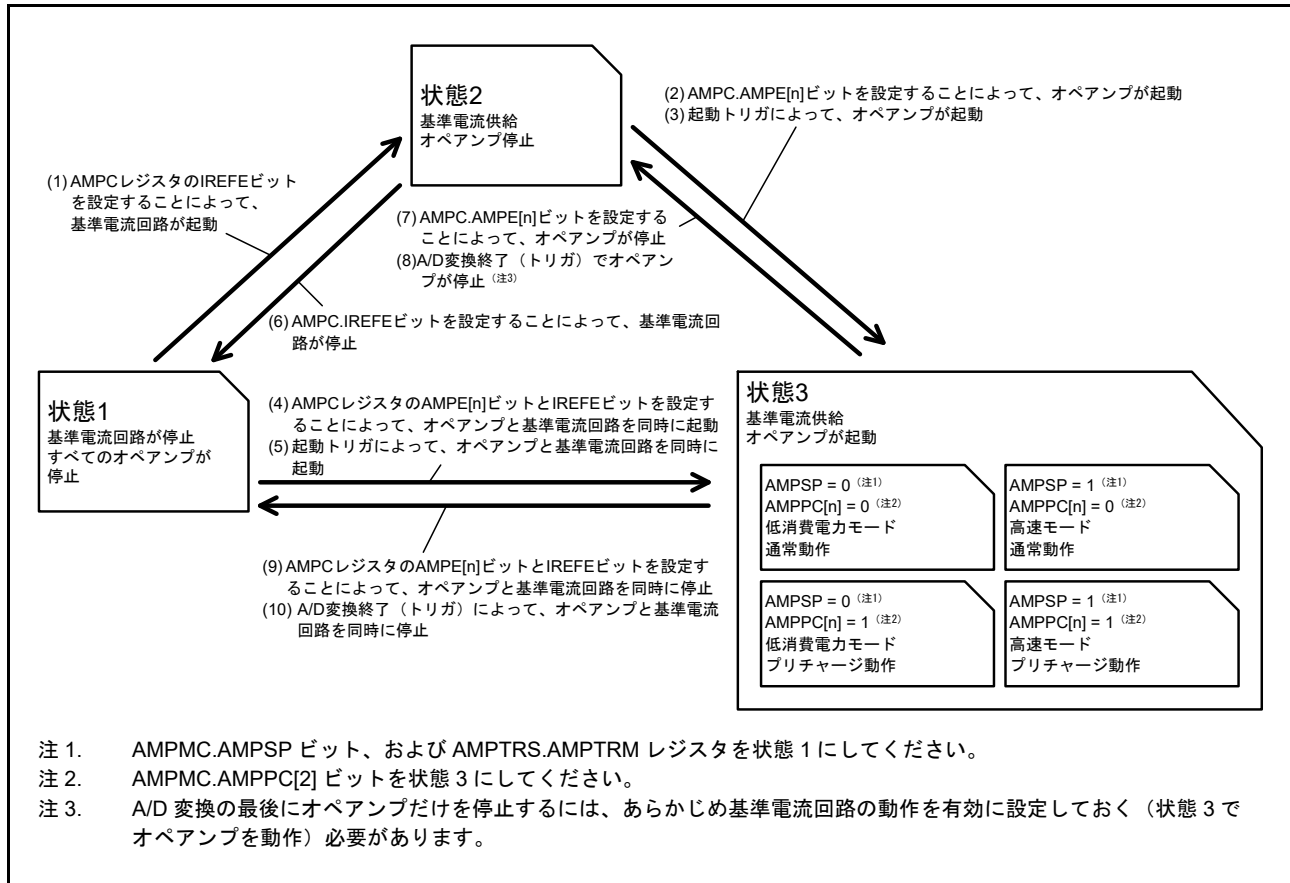 状態2
基準電流供給
オペアンプ停止
(2) AMPC.AMPE[n]ビットを設定することによって、オペアンプが起動
(3) 起動トリガによって、オペアンプが起動
(1) AMPCレジスタのIREFEビット
を設定することによって、
基準電流回路が起動
(7) AMPC.AMPE[n]ビットを設定する
ことによって、オペアンプが停止
(8)A/D変換終了（トリガ）でオペアン
プが停止（注3）
(6) AMPC.IREFEビットを設定することによって、基準電流回
路が停止
状態1
基準電流回路が停止
すべてのオペアンプが
停止
(4) AMPCレジスタのAMPE[n]ビットとIREFEビットを設定す
ることによって、オペアンプと基準電流回路を同時に起動
(5) 起動トリガによって、オペアンプと基準電流回路を同時に
起動
(9) AMPCレジスタのAMPE[n]ビットとIREFEビットを設定す
ることによって、オペアンプと基準電流回路を同時に停止
(10) A/D変換終了（トリガ）によって、オペアンプと基準電流
回路を同時に停止
状態3
基準電流供給
オペアンプが起動
AMPSP = 0（注1）
AMPPC[n] = 0（注2）
低消費電力モード
通常動作
AMPSP = 1（注1）
AMPPC[n] = 0（注2）
高速モード
通常動作
AMPSP = 0（注1）
AMPPC[n] = 1（注2）
低消費電力モード
プリチャージ動作
AMPSP = 1（注1）
AMPPC[n] = 1（注2）
高速モード
プリチャージ動作
注 1. AMPMC.AMPSP ビット、および AMPTRS.AMPTRM レジスタを状態 1 にしてください。
注 2. AMPMC.AMPPC[2] ビットを状態 3 にしてください。
注 3. A/D 変換の最後にオペアンプだけを停止するには、あらかじめ基準電流回路の動作を有効に設定しておく（状態 3 で
オペアンプを動作）必要があります。